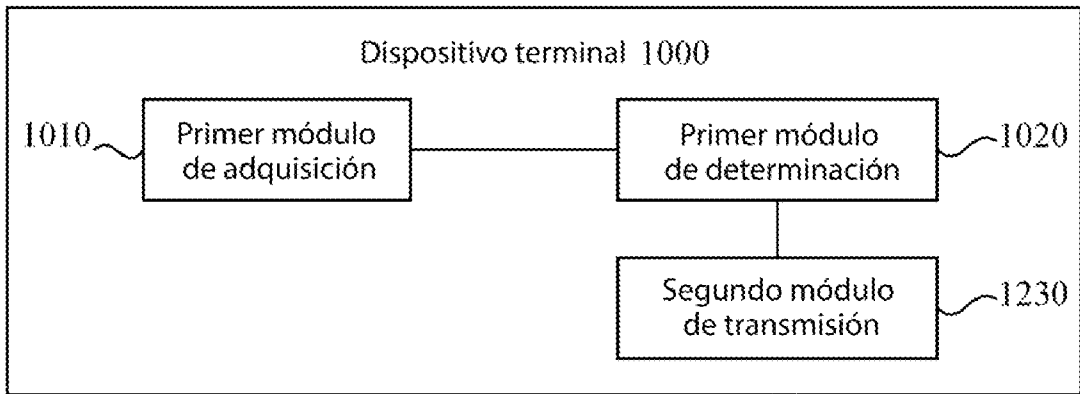 Dispositivo terminal 1000
1010
Primer módulo
de adquisición
Primer módulo
de determinación
1020
Segundo módulo
de transmisión
1230